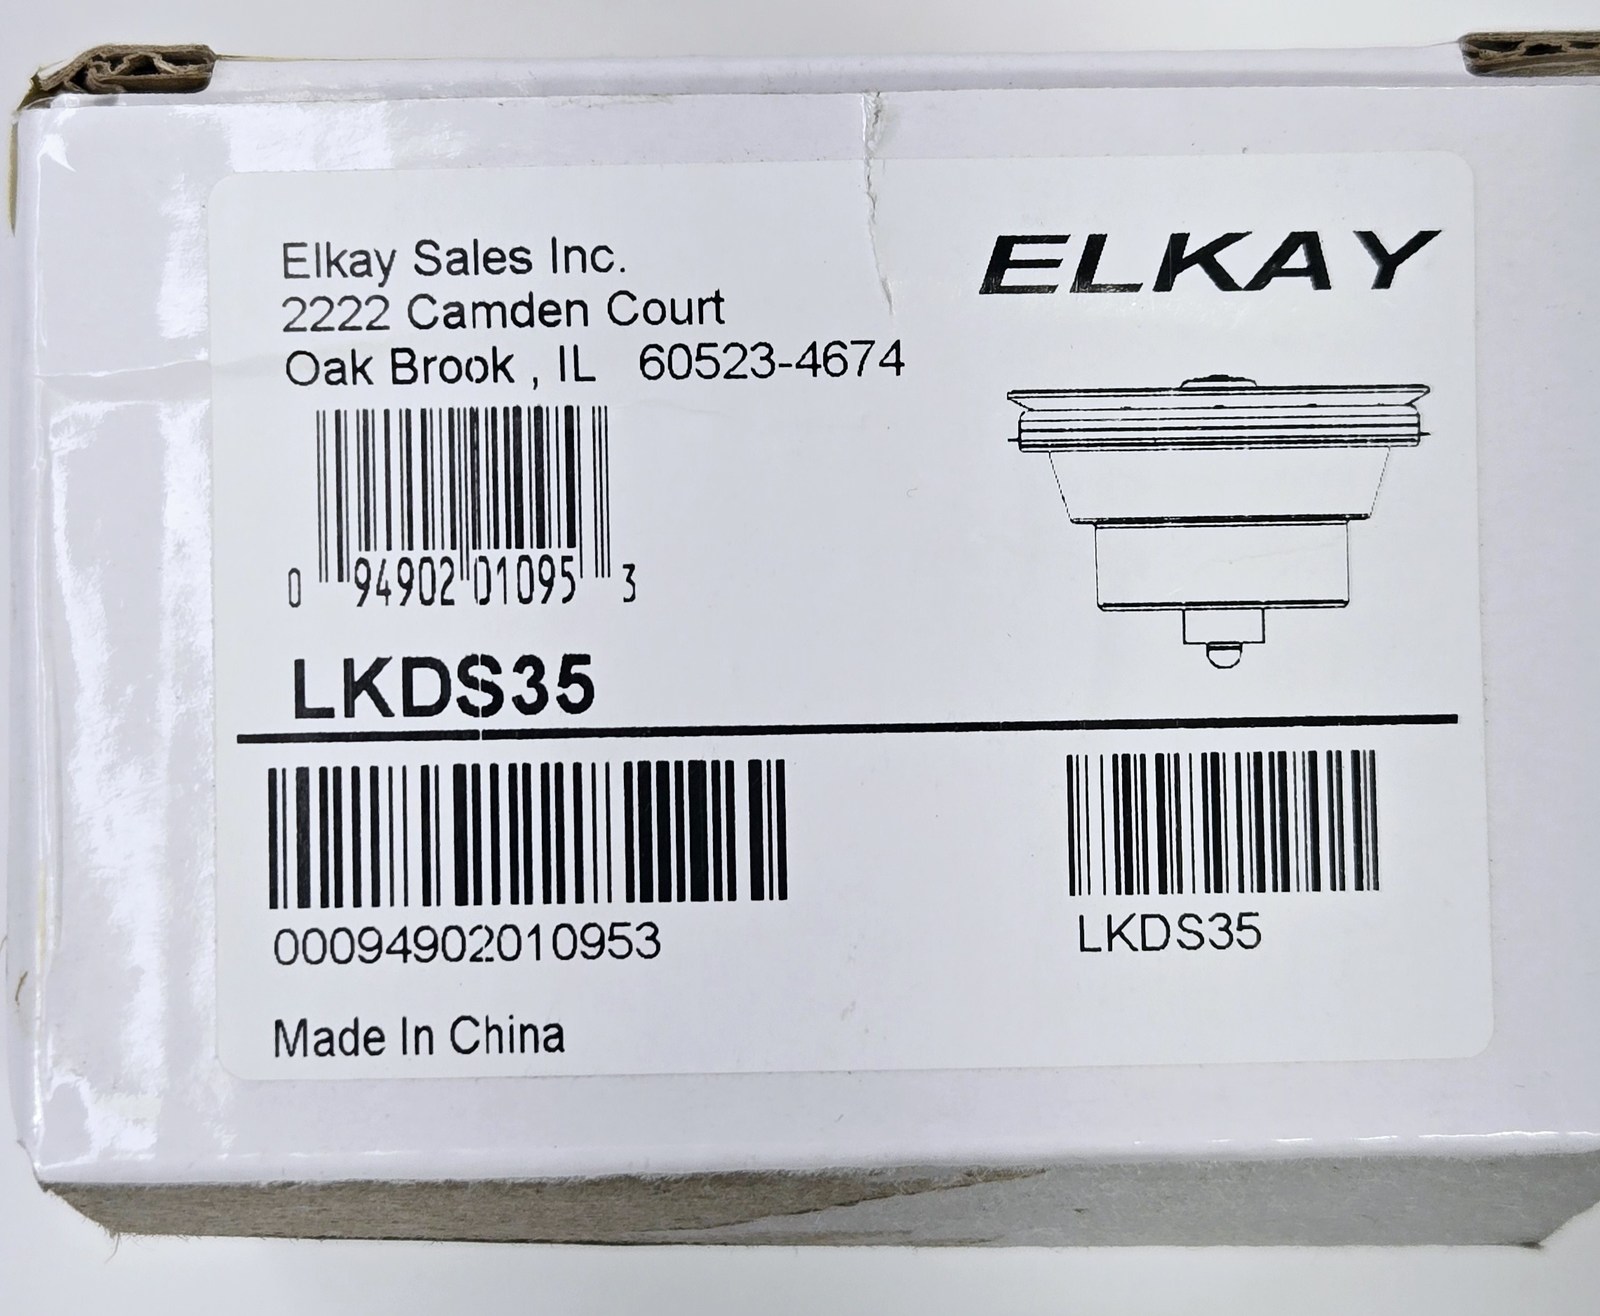 Elkay Sales Inc.
2222 Camden Court
Oak Brook , IL 60523-4674
ELKAY
0 94902 01095 3
LKDS35
00094902010953
LKDS35
Made In China